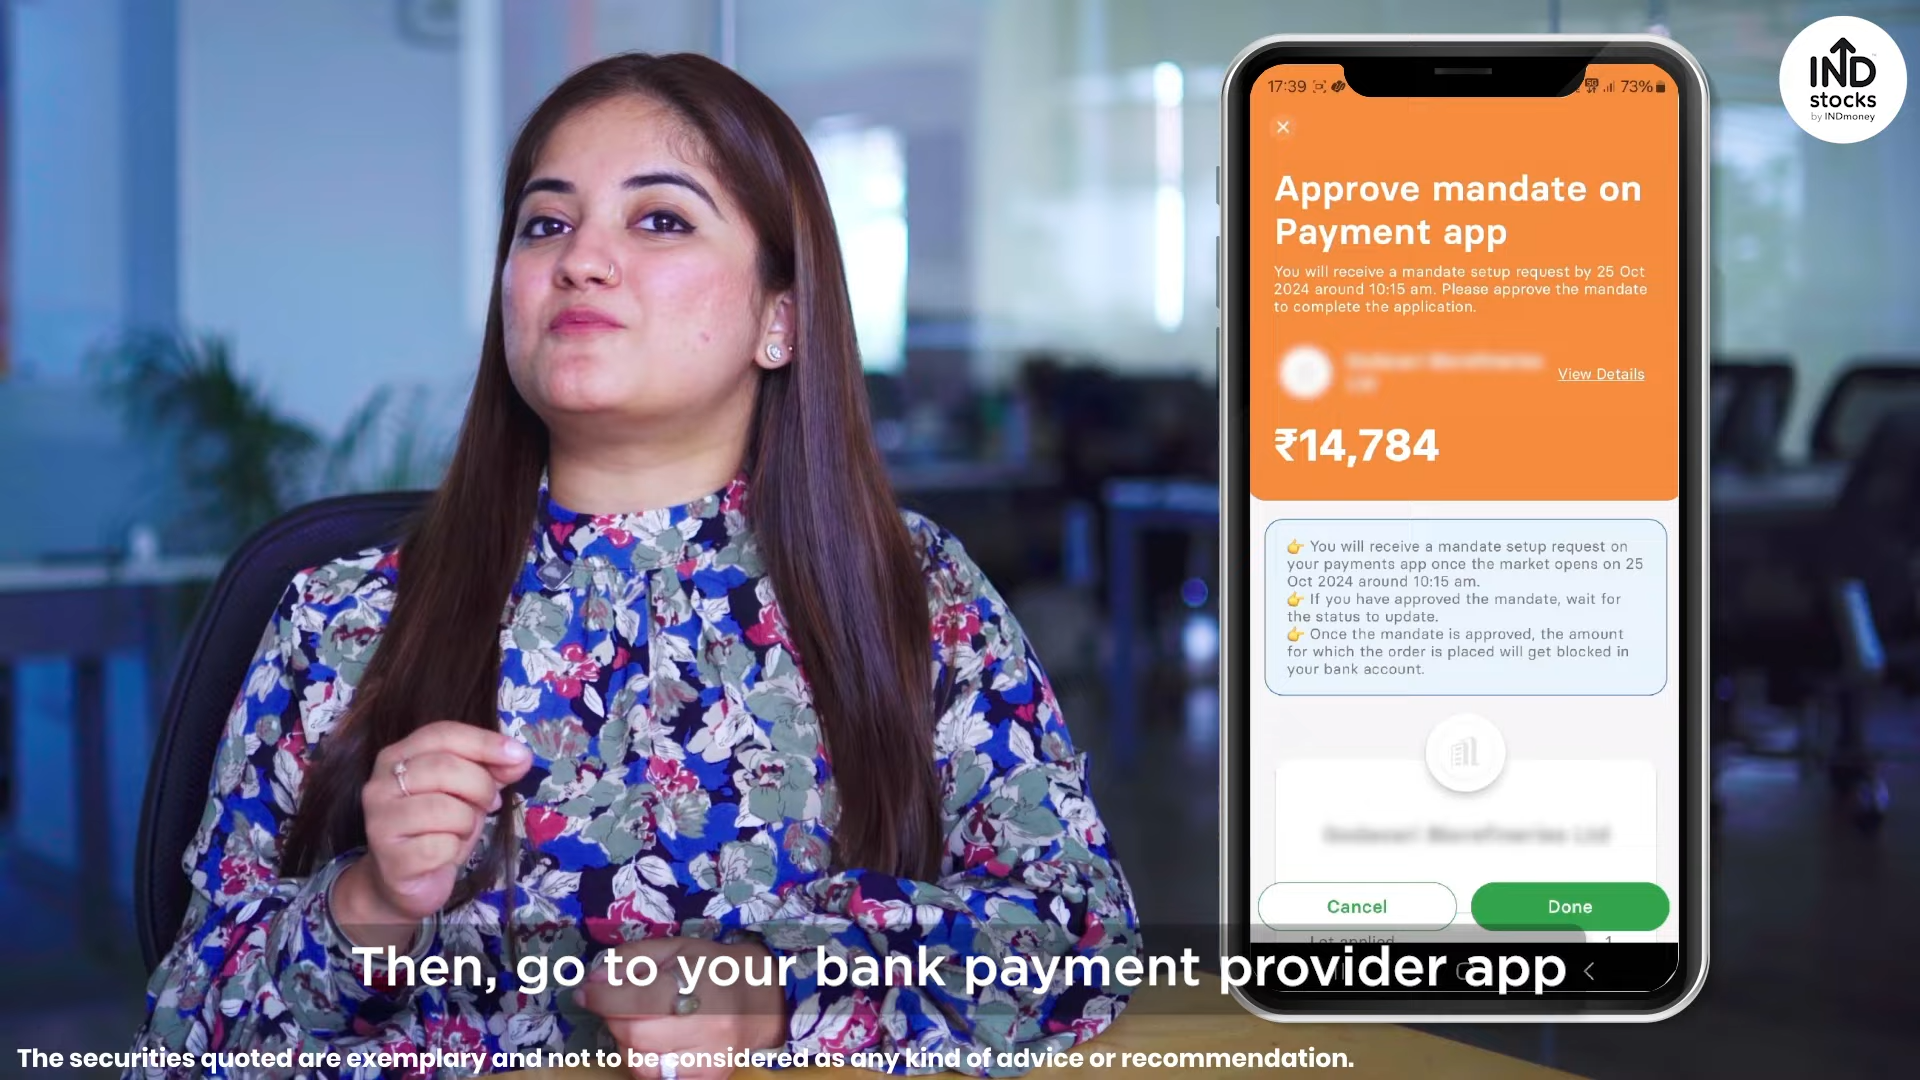 IND
stocks
by INDmoney
17:39
73%
Approve mandate on
Payment app
You will receive a mandate setup request by 25 Oct
2024 around 10:15 am. Please approve the mandate
to complete the application.
View Details
₹14,784
👉 You will receive a mandate setup request on
your payments app once the market opens on 25
Oct 2024 around 10:15 am.
👉 If you have approved the mandate, wait for
the status to update.
👉 Once the mandate is approved, the amount
for which the order is placed will get blocked in
your bank account.
Cancel
Done
Lot applied 1
Then, go to your bank payment provider app
The securities quoted are exemplary and not to be considered as any kind of advice or recommendation.